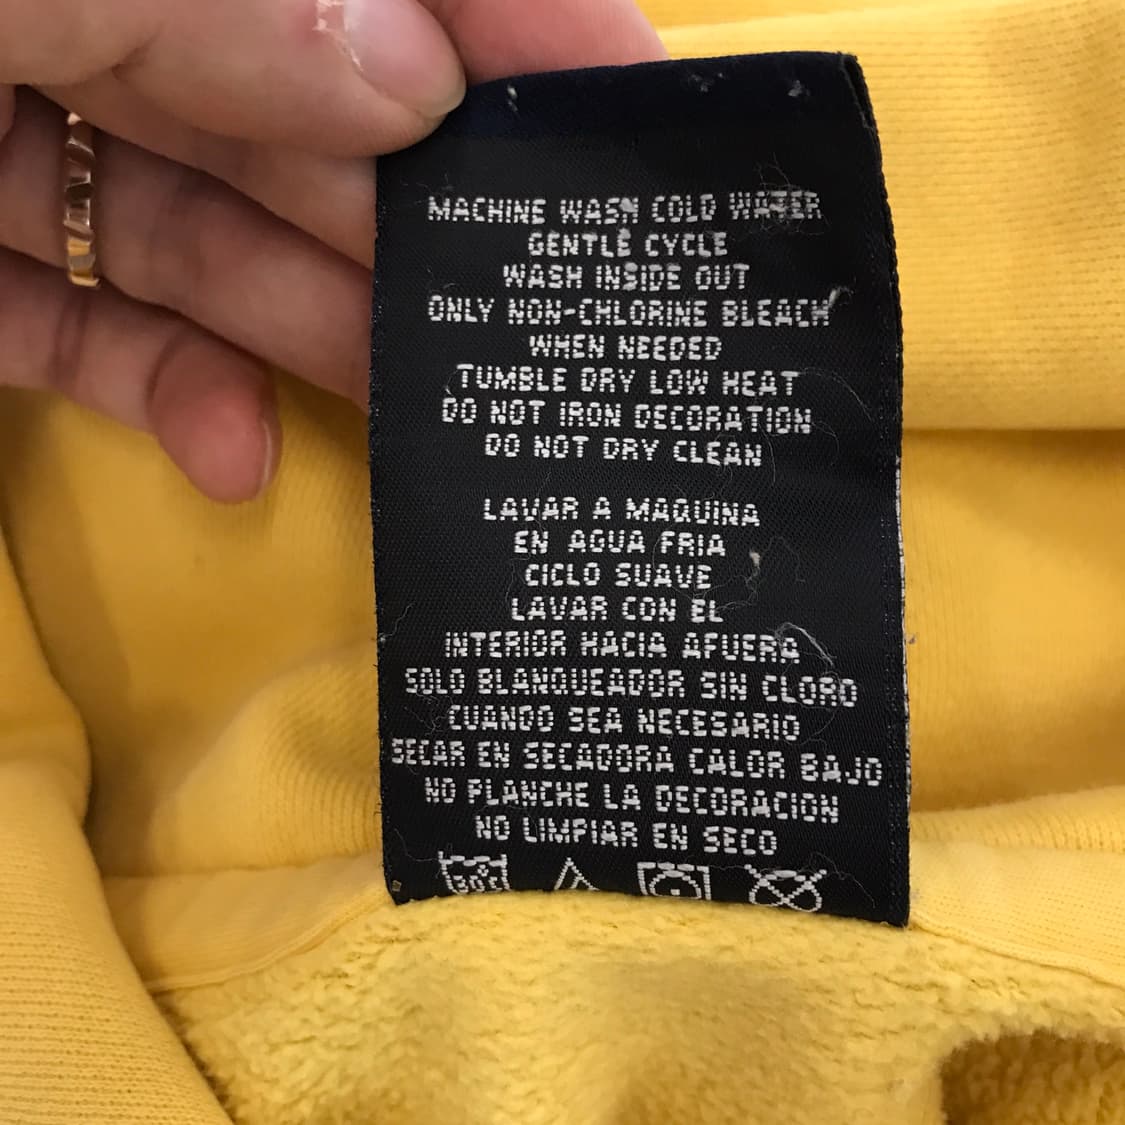 MACHINE WASH COLD WATER
GENTLE CYCLE
WASH INSIDE OUT
ONLY NON-CHLORINE BLEACH
WHEN NEEDED
TUMBLE DRY LOW HEAT
DO NOT IRON DECORATION
DO NOT DRY CLEAN
LAVAR A MAQUINA
EN AGUA FRIA
CICLO SUAVE
LAVAR CON EL
INTERIOR HACIA AFUERA
SOLO BLANQUEADOR SIN CLORO
CUANDO SEA NECESARIO
SECAR EN SECADORA CALOR BAJO
NO PLANCHE LA DECORACION
NO LIMPIAR EN SECO